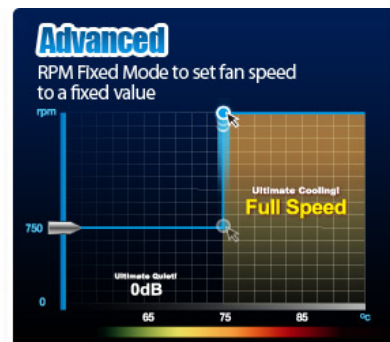 Advanced
RPM Fixed Mode to set fan speed
to a fixed value
rpm
Ultimate Cooling!
Full Speed
750
Ultimate Quiet!
0dB
0
65 75 85 °C